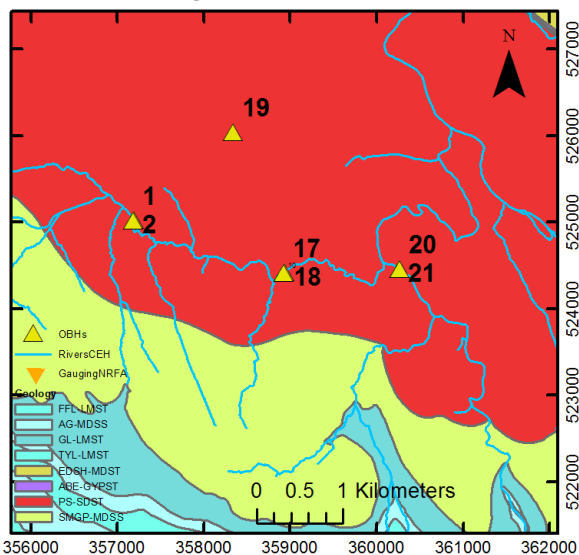 N
527000
19
526000
1
2
525000
17
18
20
21
524000
OBHs
RiversCEH
GaugingNRFA
523000
Geology
FFL-LMST
AG-MDSS
GL-LMST
TYL-LMST
EDSH-MDST
ABE-GYPST
PS-SDST
SMGP-MDSS
0 0.5 1 Kilometers
522000
356000 357000 358000 359000 360000 361000 362000